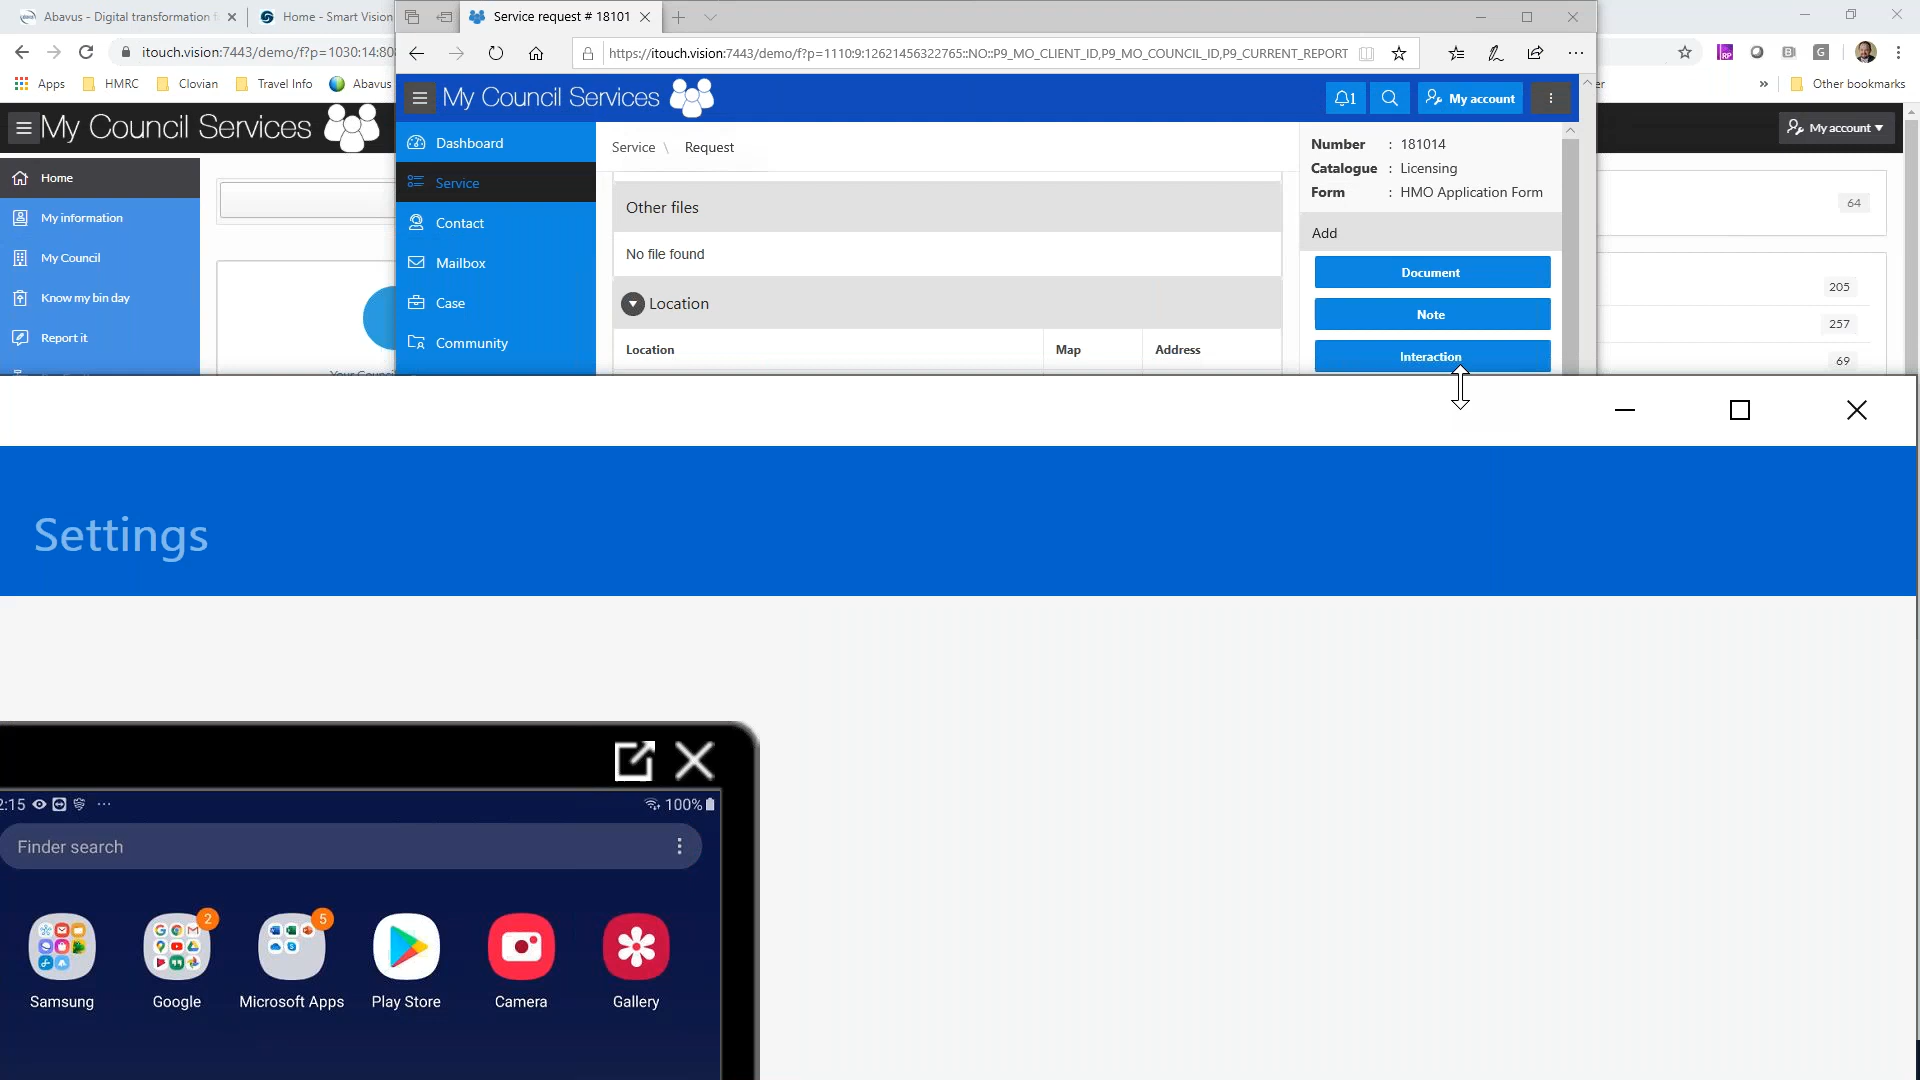 Abavus - Digital transformation f
Home - Smart Vision
Service request # 18101
itouch.vision:7443/demo/f?p=1030:14:80
https://itouch.vision:7443/demo/f?p=1110:9:12621456322765::NO::P9_MO_CLIENT_ID,P9_MO_COUNCIL_ID,P9_CURRENT_REPORT
Apps
HMRC
Clovian
Travel Info
Abavus
er
»
Other bookmarks
My Council Services
My account
Home
My information
My Council
Know my bin day
Report it
64
205
257
69
My Council Services
1
My account
Dashboard
Service
Contact
Mailbox
Case
Community
Service \ Request
Other files
No file found
Location
Location Map Address
Number : 181014
Catalogue : Licensing
Form : HMO Application Form
Add
Document
Note
Interaction
Settings
2:15
100%
Finder search
2
5
Samsung
Google
Microsoft Apps
Play Store
Camera
Gallery